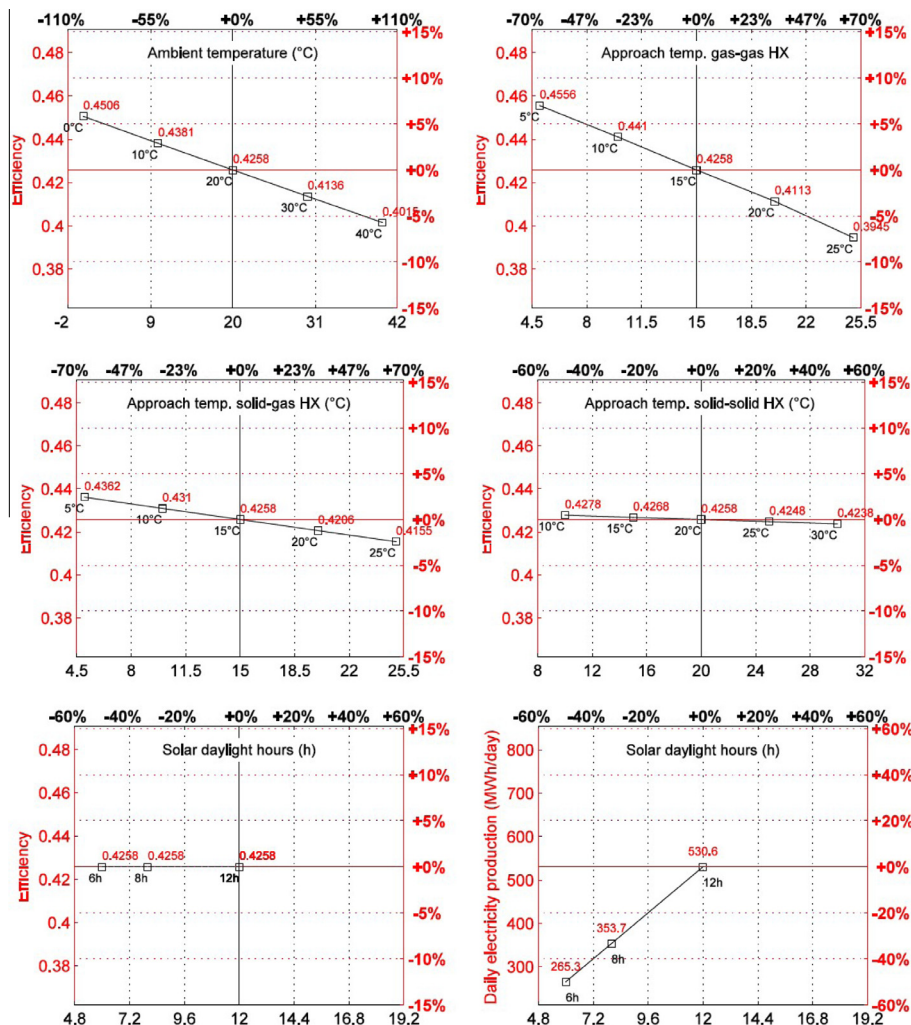 -110% -55% +0% +55% +110%
Ambient temperature (°C)
+15%
+10%
+5%
+0%
-5%
-10%
-15%
0.48
0.46
0.44
0.42
0.4
0.38
Efficiency
0.4506
0°C
0.4381
10°C
0.4258
20°C
0.4136
30°C
40°C
-2 9 20 31 42
-70% -47% -23% +0% +23% +47% +70%
Approach temp. gas-gas HX
+15%
+10%
+5%
+0%
-5%
-10%
-15%
0.48
0.46
0.44
0.42
0.4
0.38
Efficiency
0.4556
5°C
0.441
10°C
0.4258
15°C
0.4113
20°C
0.3945
25°C
4.5 8 11.5 15 18.5 22 25.5
-70% -47% -23% +0% +23% +47% +70%
Approach temp. solid-gas HX (°C)
+15%
+10%
+5%
+0%
-5%
-10%
-15%
0.48
0.46
0.44
0.42
0.4
0.38
Efficiency
0.4362
5°C
0.431
10°C
0.4258
15°C
0.4206
20°C
0.4155
25°C
4.5 8 11.5 15 18.5 22 25.5
-60% -40% -20% +0% +20% +40% +60%
Approach temp. solid-solid HX (°C)
+15%
+10%
+5%
+0%
-5%
-10%
-15%
0.48
0.46
0.44
0.42
0.4
0.38
Efficiency
0.4278
10°C
0.4268
15°C
0.4258
20°C
0.4248
25°C
0.4238
30°C
8 12 16 20 24 28 32
-60% -40% -20% +0% +20% +40% +60%
Solar daylight hours (h)
+15%
+10%
+5%
+0%
-5%
-10%
-15%
0.48
0.46
0.44
0.42
0.4
0.38
Efficiency
0.4258
6h
0.4258
8h
0.4258
12h
4.8 7.2 9.6 12 14.4 16.8 19.2
-60% -40% -20% +0% +20% +40% +60%
Solar daylight hours (h)
+60%
+40%
+20%
+0%
-20%
-40%
-60%
800
700
600
500
400
300
Daily electricity production (MWh/day)
265.3
6h
353.7
8h
530.6
12h
4.8 7.2 9.6 12 14.4 16.8 19.2